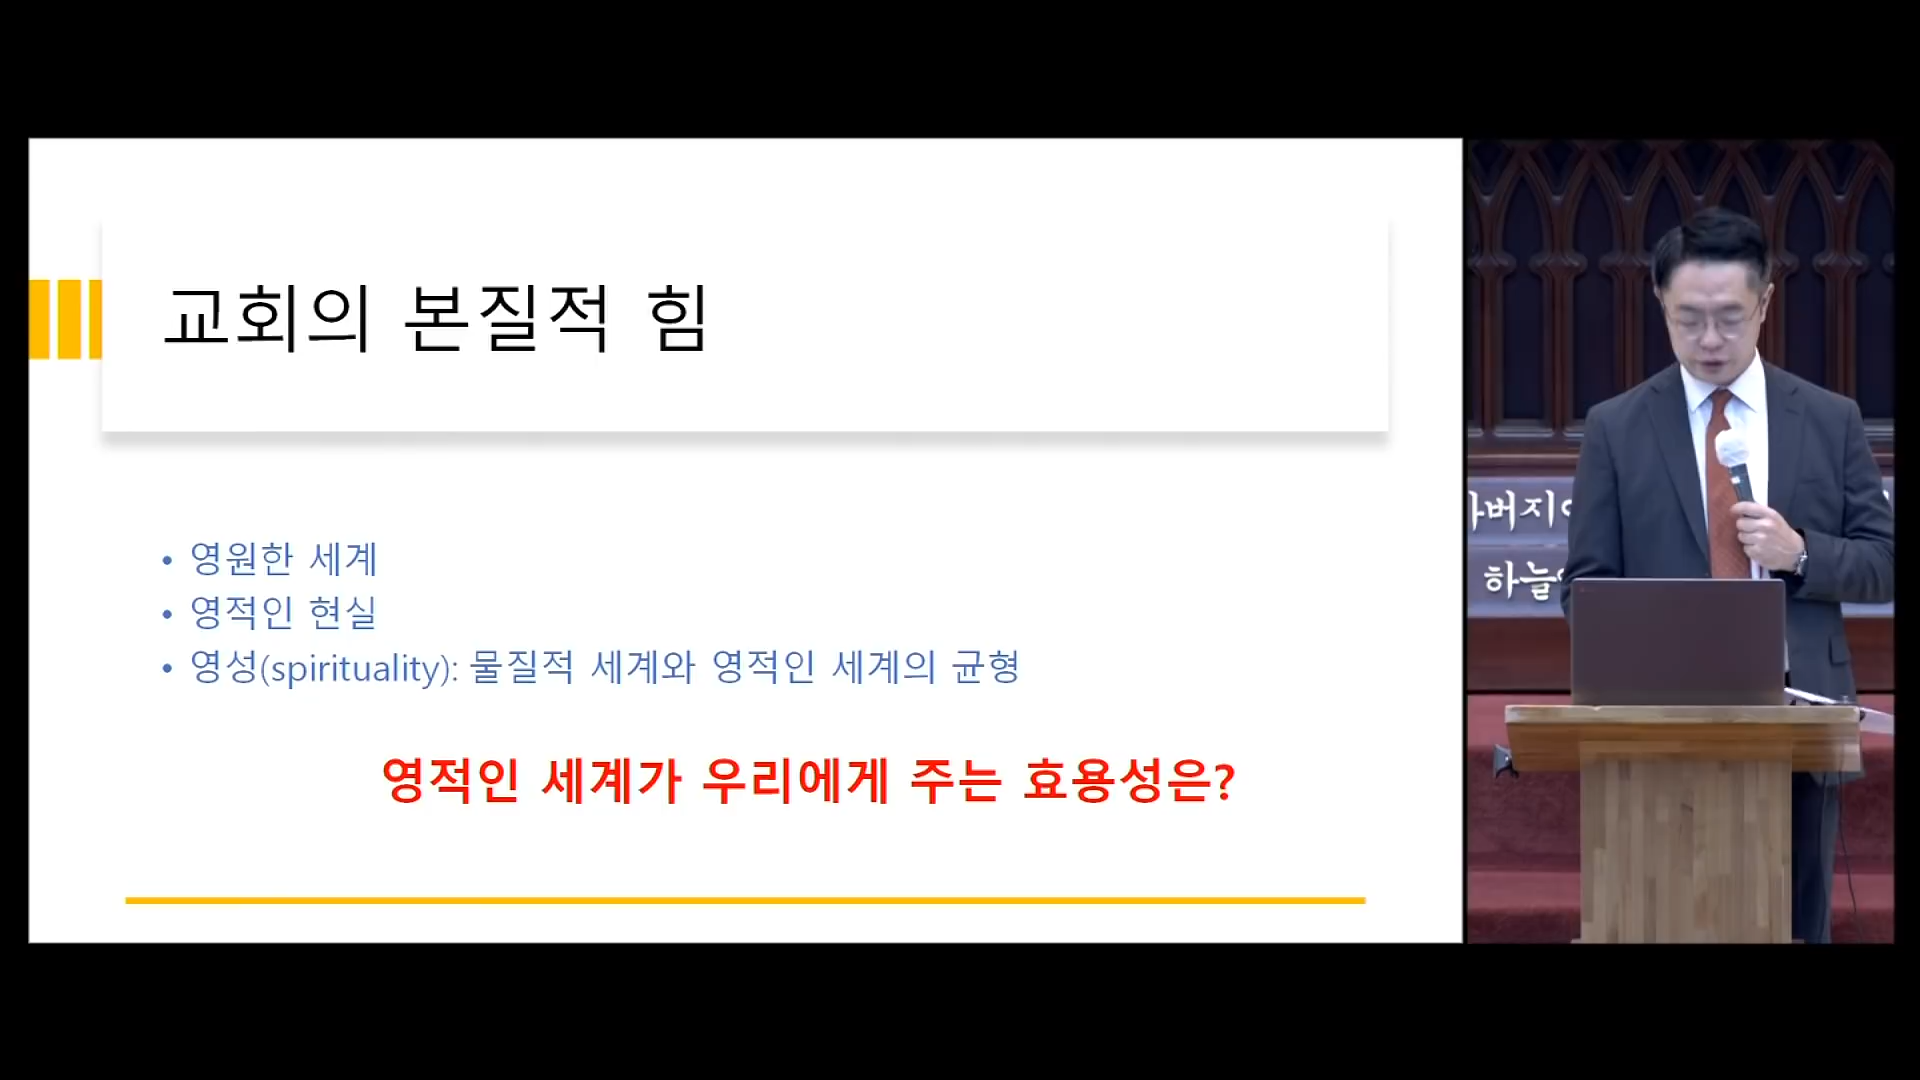 교회의 본질적 힘
• 영원한 세계
• 영적인 현실
• 영성(spirituality): 물질적 세계와 영적인 세계의 균형
영적인 세계가 우리에게 주는 효용성은?
하늘